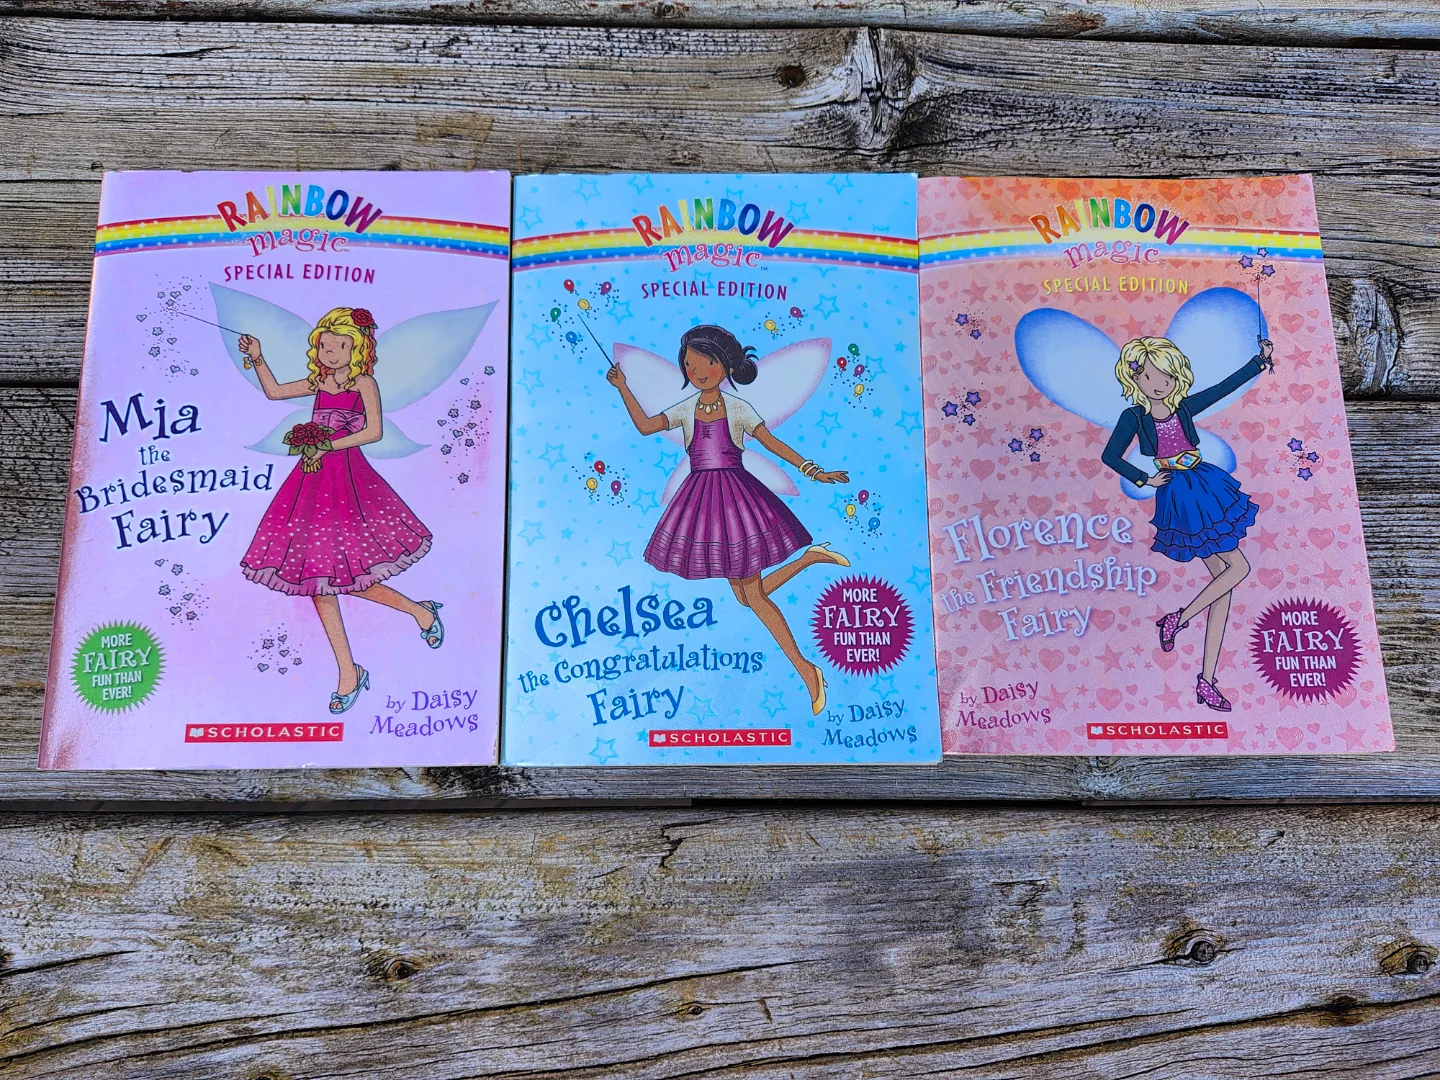 RAINBOW
magic
SPECIAL EDITION
Mia
the
Bridesmaid
Fairy
MORE
FAIRY
FUN THAN
EVER!
by Daisy
Meadows
SCHOLASTIC
RAINBOW
magic™
SPECIAL EDITION
Chelsea
the Congratulations
Fairy
MORE
FAIRY
FUN THAN
EVER!
by Daisy
Meadows
SCHOLASTIC
RAINBOW
magic
SPECIAL EDITION
Florence
the Friendship
Fairy
MORE
FAIRY
FUN THAN
EVER!
by Daisy
Meadows
SCHOLASTIC